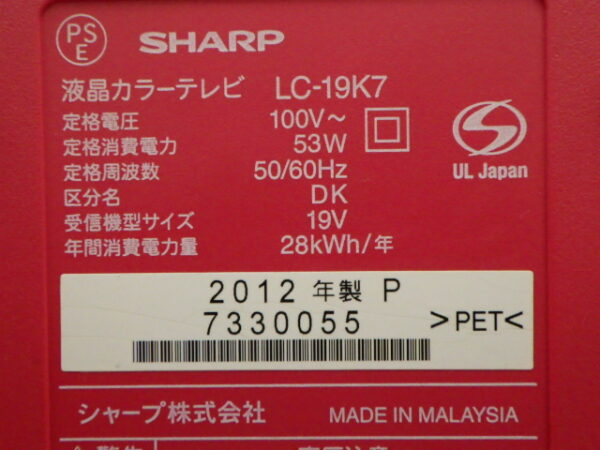 PS
E
SHARP
液晶カラーテレビ LC-19K7
定格電圧 100V～
定格消費電力 53W
定格周波数 50/60Hz
区分名 DK
受信機型サイズ 19V
年間消費電力量 28kWh/年
UL Japan
2012 年製 P
7330055 >PET<
シャープ株式会社 MADE IN MALAYSIA